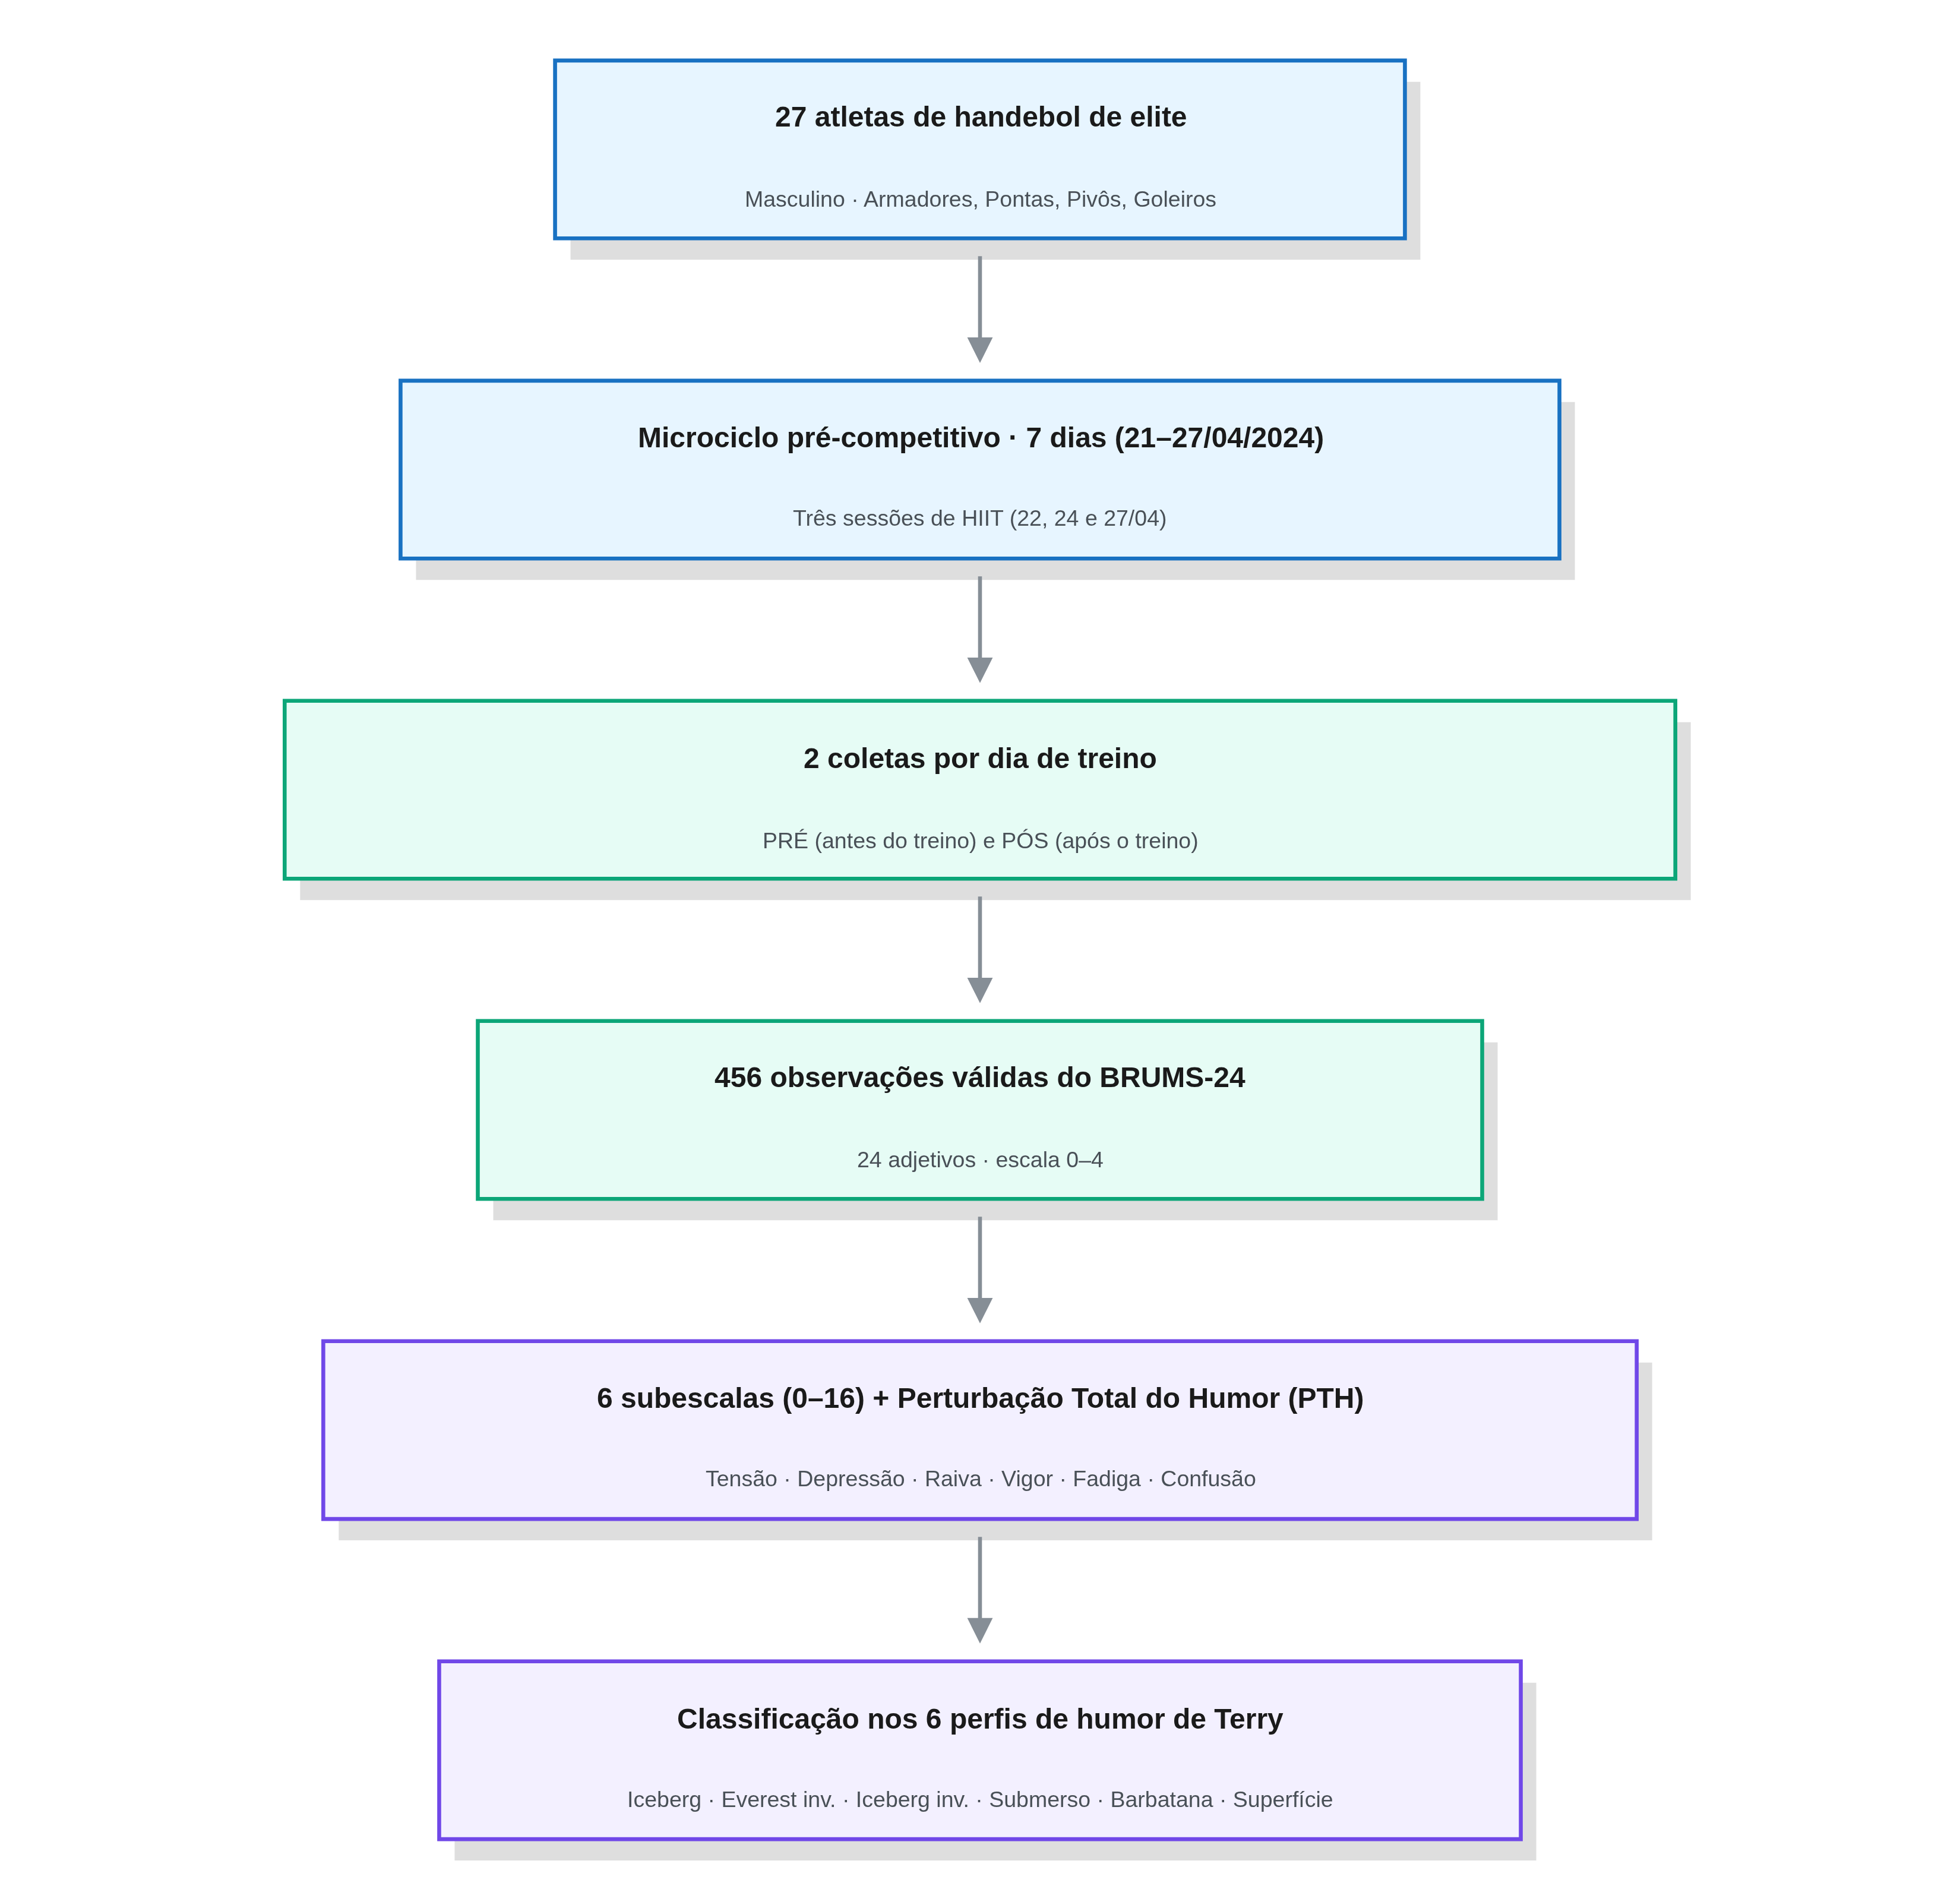 27 atletas de handebol de elite
Masculino · Armadores, Pontas, Pivôs, Goleiros
Microciclo pré-competitivo · 7 dias (21–27/04/2024)
Três sessões de HIIT (22, 24 e 27/04)
2 coletas por dia de treino
PRÉ (antes do treino) e PÓS (após o treino)
456 observações válidas do BRUMS-24
24 adjetivos · escala 0–4
6 subescalas (0–16) + Perturbação Total do Humor (PTH)
Tensão · Depressão · Raiva · Vigor · Fadiga · Confusão
Classificação nos 6 perfis de humor de Terry
Iceberg · Everest inv. · Iceberg inv. · Submerso · Barbatana · Superfície